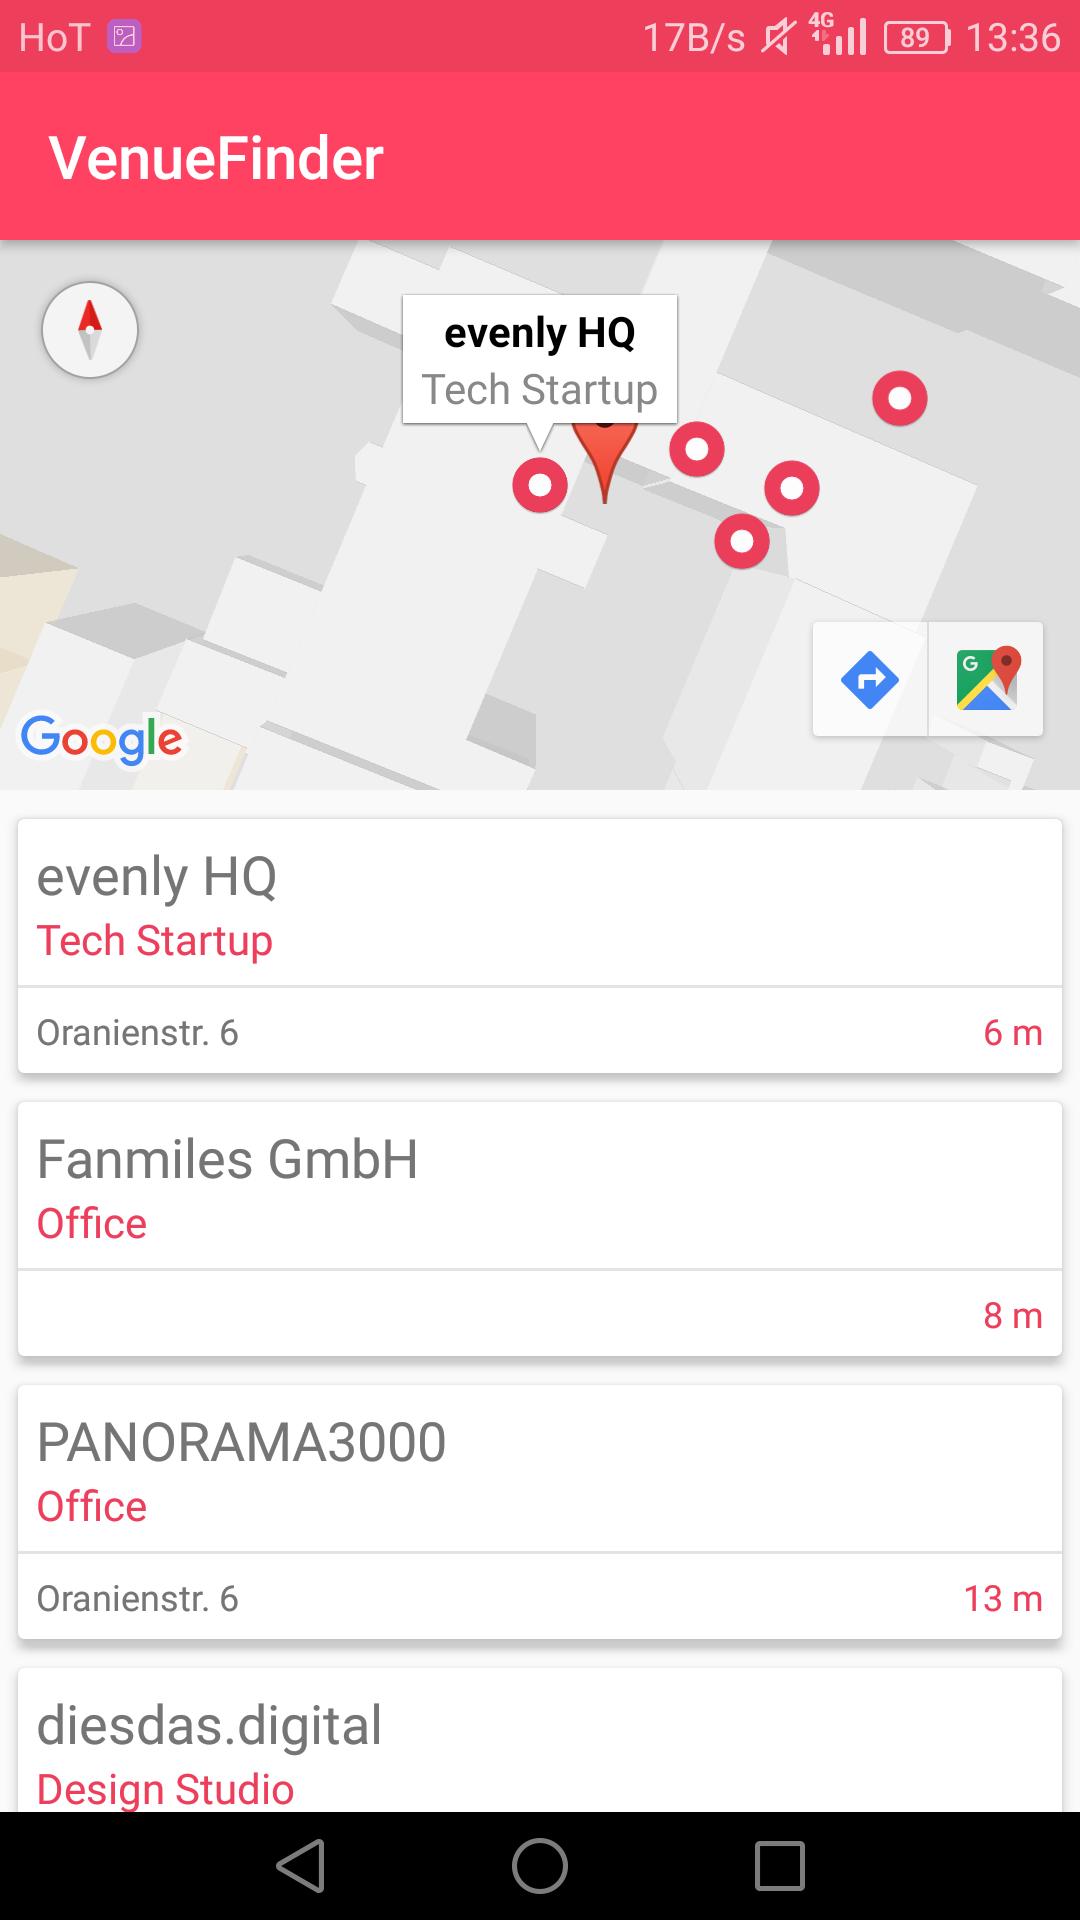 HoT 17B/s 4G 89 13:36
VenueFinder
evenly HQ
Tech Startup
G
Google
evenly HQ
Tech Startup
Oranienstr. 6 6 m
Fanmiles GmbH
Office
8 m
PANORAMA3000
Office
Oranienstr. 6 13 m
diesdas.digital
Design Studio